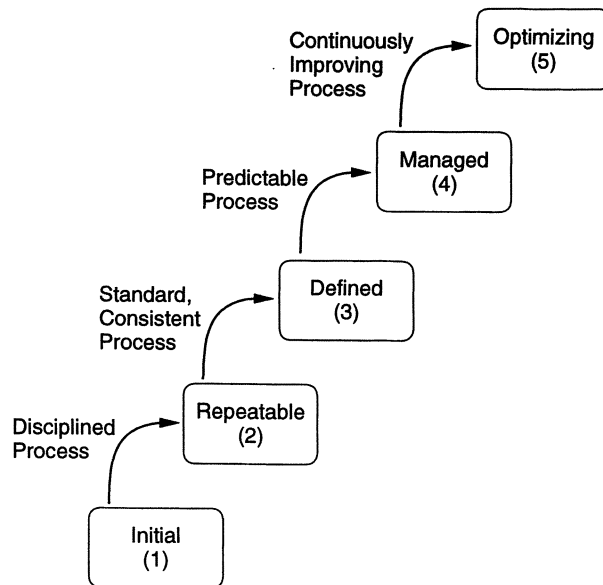 Continuously
Improving
Process
Optimizing
(5)
Predictable
Process
Managed
(4)
Standard,
Consistent
Process
Defined
(3)
Disciplined
Process
Repeatable
(2)
Initial
(1)